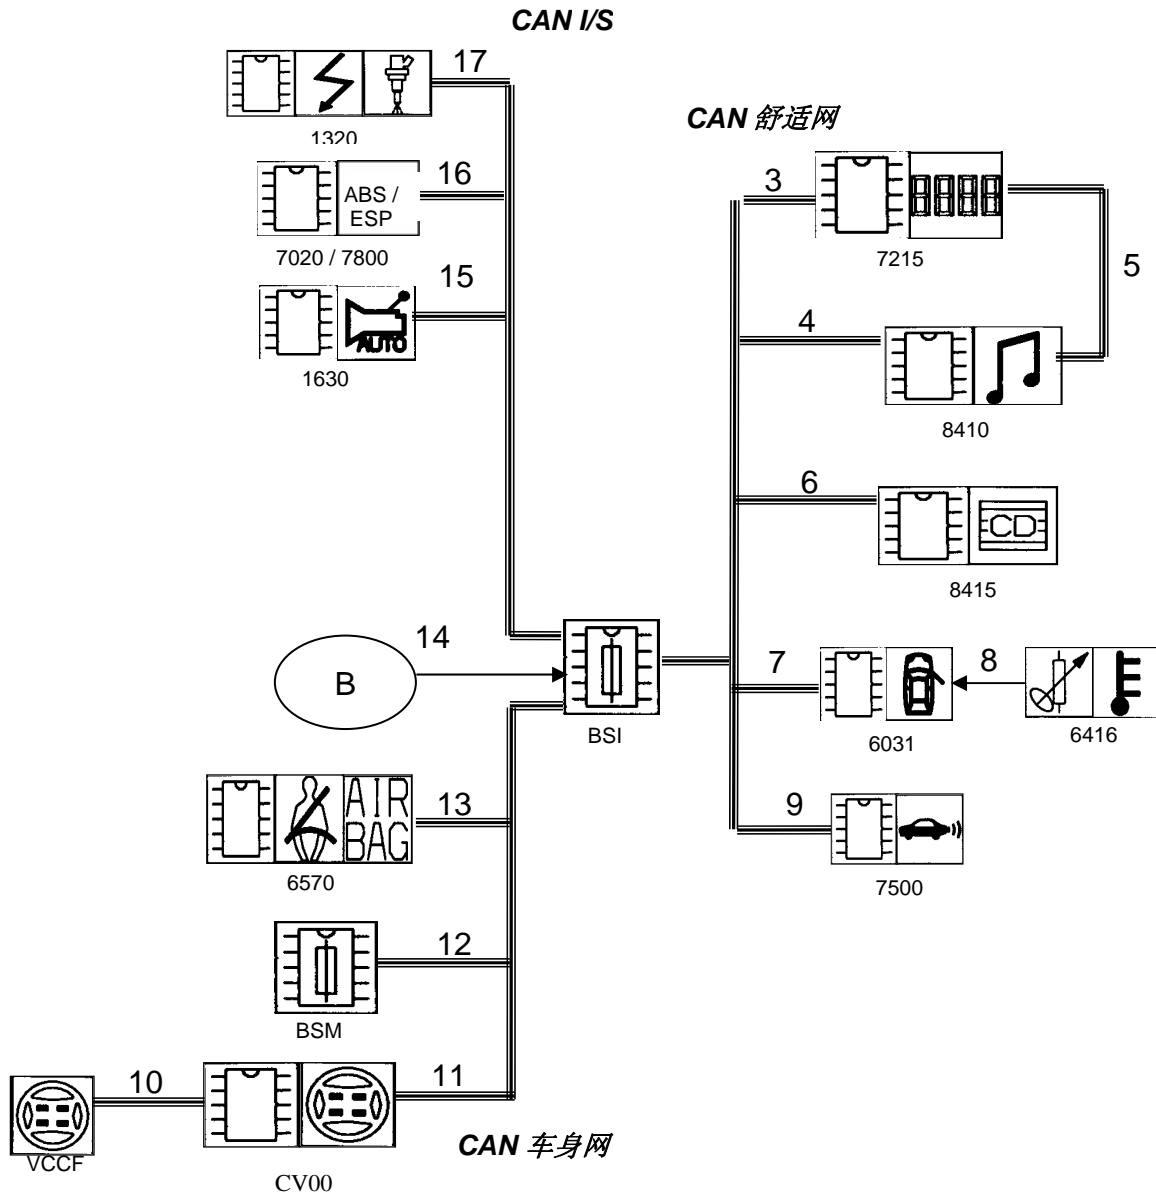 CAN I/S
17
1320
CAN 舒适网
ABS /
ESP
16
7020 / 7800
3
7215
5
15
AUTO
1630
4
8410
6
CD
8415
14
B
BSI
7
6031
8
6416
AIR
BAG
13
6570
9
7500
12
BSM
10
11
VCCF
CV00
CAN 车身网